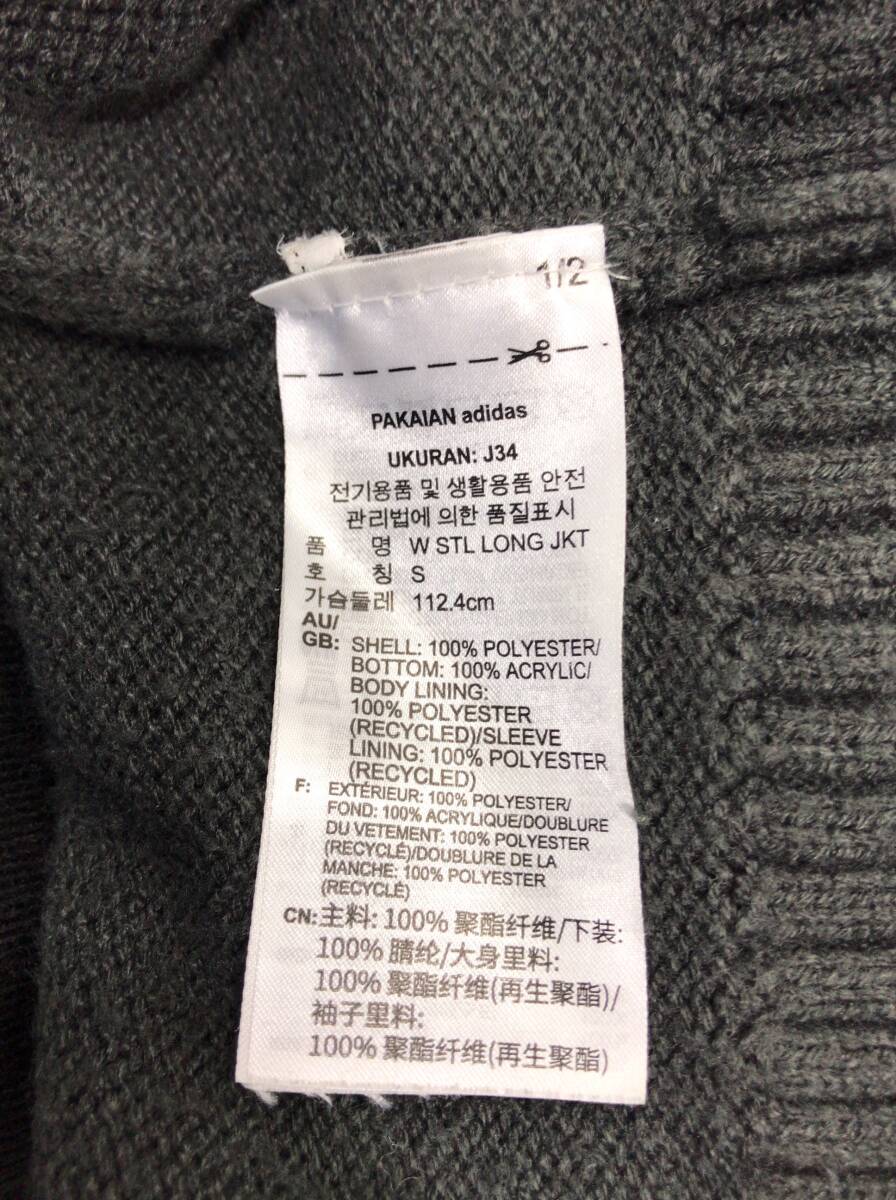 1/2
PAKAIAN adidas
UKURAN: J34
전기용품 및 생활용품 안전
관리법에 의한 품질표시
품 명 W STL LONG JKT
호 칭 S
가슴둘레 112.4cm
AU/
GB: SHELL: 100% POLYESTER/
BOTTOM: 100% ACRYLIC/
BODY LINING:
100% POLYESTER
(RECYCLED)/SLEEVE
LINING: 100% POLYESTER
(RECYCLED)
F: EXTÉRIEUR: 100% POLYESTER/
FOND: 100% ACRYLIQUE/DOUBLURE
DU VETEMENT: 100% POLYESTER
(RECYCLÉ)/DOUBLURE DE LA
MANCHE: 100% POLYESTER
(RECYCLÉ)
CN: 主料: 100% 聚酯纤维/下装:
100% 腈纶/大身里料:
100% 聚酯纤维(再生聚酯)/
袖子里料:
100% 聚酯纤维(再生聚酯)